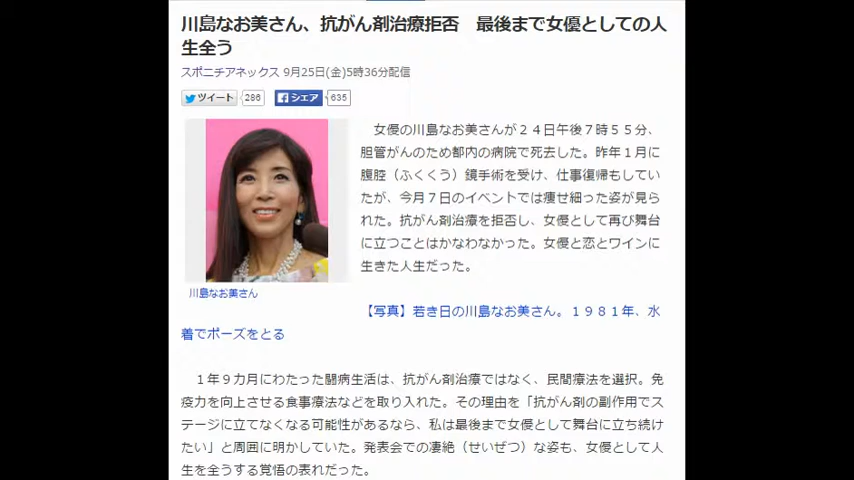 川島なお美さん、抗がん剤治療拒否　最後まで女優としての人
生全う
スポニチアネックス 9月25日(金)5時36分配信
ツイート 286 シェア 635
女優の川島なお美さんが２４日午後７時５５分、
胆管がんのため都内の病院で死去した。昨年１月に
腹腔（ふくくう）鏡手術を受け、仕事復帰もしてい
たが、今月７日のイベントでは痩せ細った姿が見ら
れた。抗がん剤治療を拒否し、女優として再び舞台
に立つことはかなわなかった。女優と恋とワインに
生きた人生だった。
川島なお美さん
【写真】若き日の川島なお美さん。１９８１年、水
着でポーズをとる
１年９カ月にわたった闘病生活は、抗がん剤治療ではなく、民間療法を選択。免
疫力を向上させる食事療法などを取り入れた。その理由を「抗がん剤の副作用でス
テージに立てなくなる可能性があるなら、私は最後まで女優として舞台に立ち続け
たい」と周囲に明かしていた。発表会での凄絶（せいぜつ）な姿も、女優として人
生を全うする覚悟の表れだった。